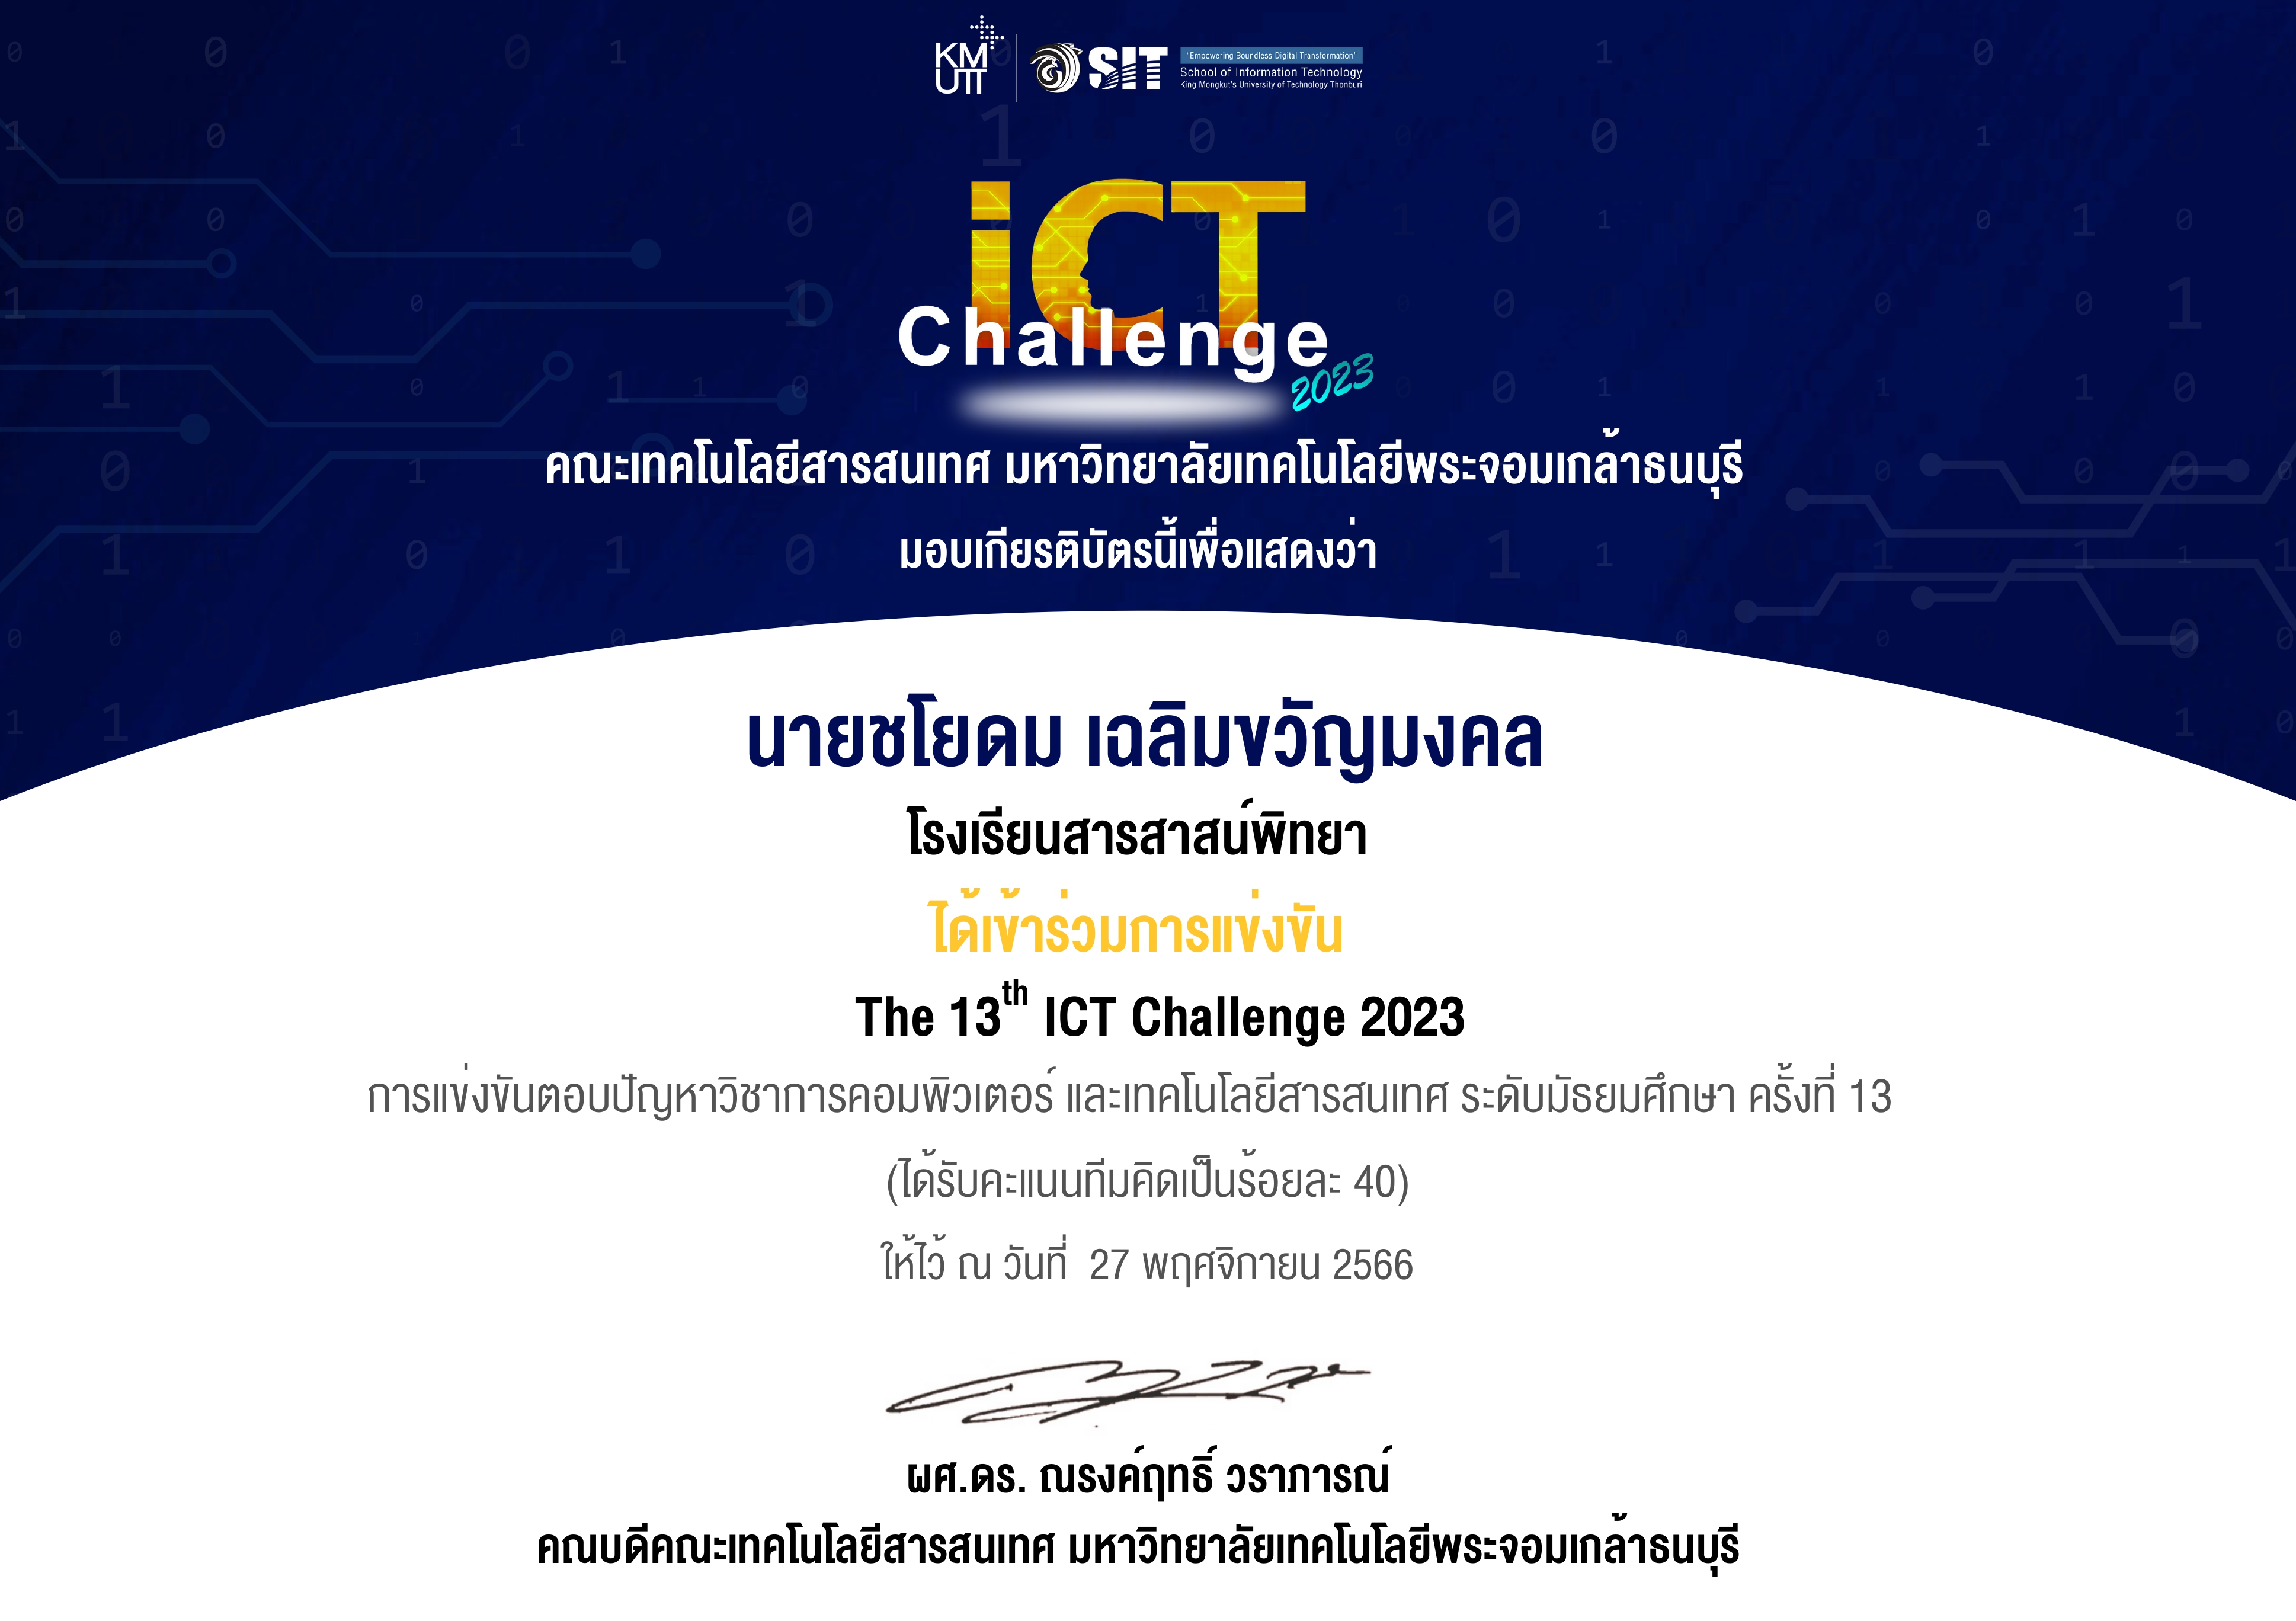 KM
UTT
SIT
"Empowering Boundless Digital Transformation"
School of Information Technology
King Mongkut's University of Technology Thonburi
iCT
Challenge
2023
คณะเทคโนโลยีสารสนเทศ มหาวิทยาลัยเทคโนโลยีพระจอมเกล้าธนบุรี
มอบเกียรติบัตรนี้เพื่อแสดงว่า
นายชโยดม เฉลิมขวัญมงคล
โรงเรียนสารสาสน์พิทยา
ได้เข้าร่วมการแข่งขัน
The 13th ICT Challenge 2023
การแข่งขันตอบปัญหาวิชาการคอมพิวเตอร์ และเทคโนโลยีสารสนเทศ ระดับมัธยมศึกษา ครั้งที่ 13
(ได้รับคะแนนทีมคิดเป็นร้อยละ 40)
ให้ไว้ ณ วันที่ 27 พฤศจิกายน 2566
ผศ.ดร. ณรงค์ฤทธิ์ วราภารณ์
คณบดีคณะเทคโนโลยีสารสนเทศ มหาวิทยาลัยเทคโนโลยีพระจอมเกล้าธนบุรี